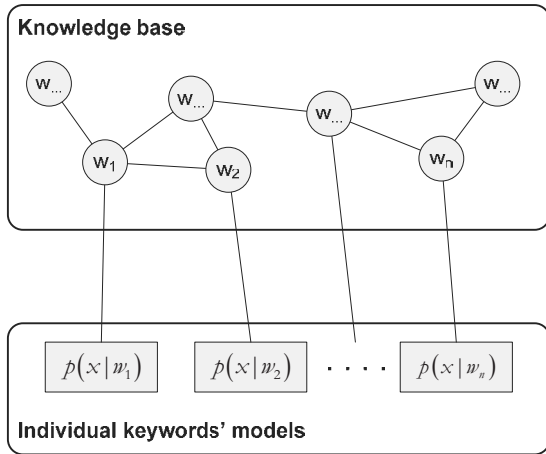 Knowledge base
w...
w...
w...
w...
w1
w2
wn
p(x|w1)
p(x|w2)
. . . .
p(x|wn)
Individual keywords' models